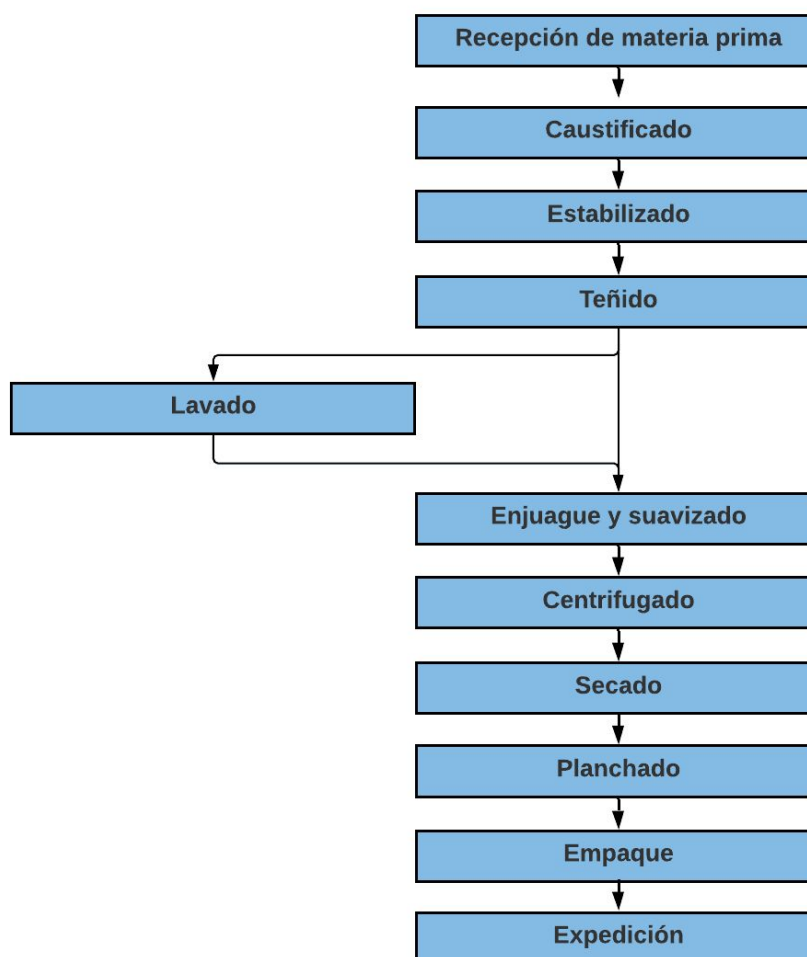 Recepción de materia prima
Caustificado
Estabilizado
Teñido
Lavado
Enjuague y suavizado
Centrifugado
Secado
Planchado
Empaque
Expedición